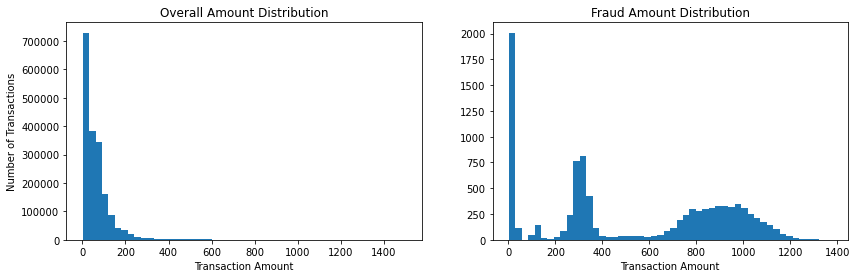 Overall Amount Distribution
Number of Transactions
700000
600000
500000
400000
300000
200000
100000
0
0 200 400 600 800 1000 1200 1400
Transaction Amount
Fraud Amount Distribution
2000
1750
1500
1250
1000
750
500
250
0
0 200 400 600 800 1000 1200 1400
Transaction Amount